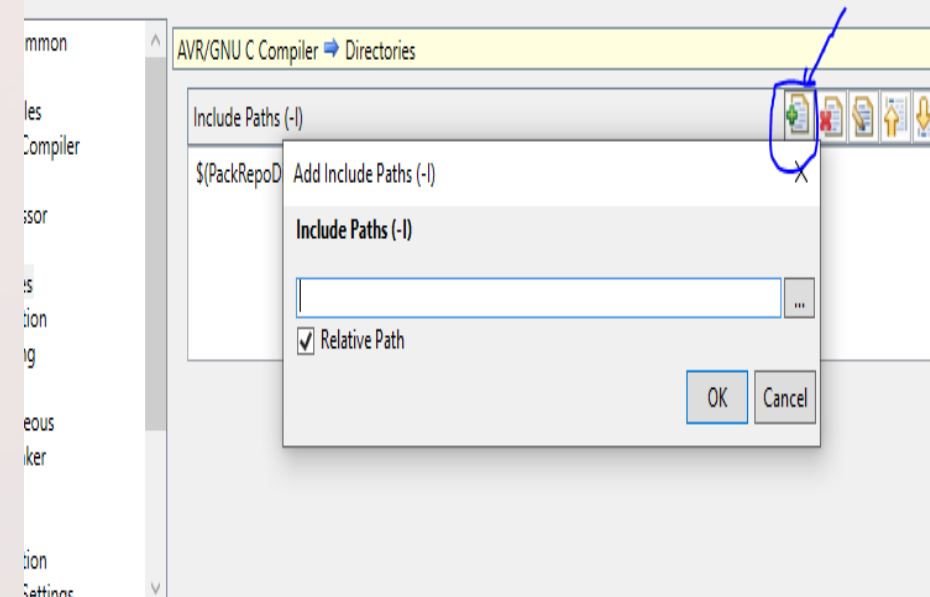 mmon
AVR/GNU C Compiler Directories
les
Include Paths (-I)
Compiler
$(PackRepoD
Add Include Paths (-I)
ssor
Include Paths (-I)
es
tion
...
ng
Relative Path
OK
Cancel
eous
ker
tion
Settings